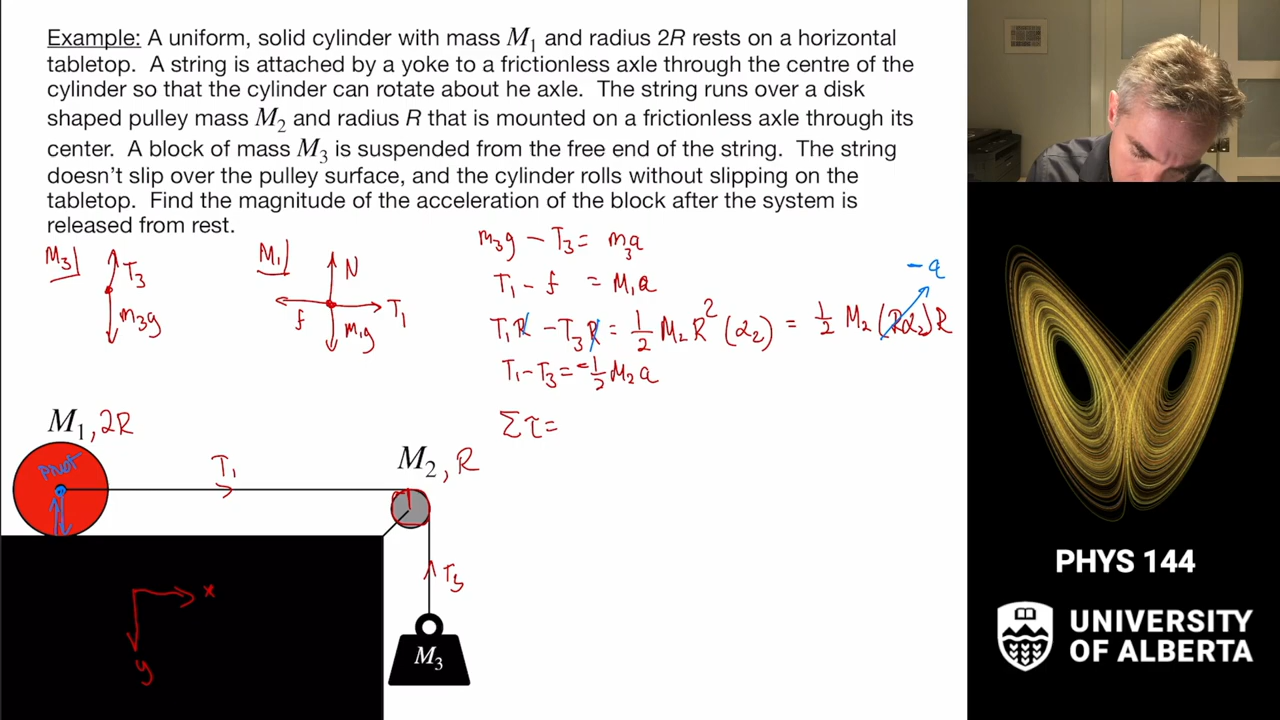 Example: A uniform, solid cylinder with mass M₁ and radius 2R rests on a horizontal
tabletop. A string is attached by a yoke to a frictionless axle through the centre of the
cylinder so that the cylinder can rotate about he axle. The string runs over a disk
shaped pulley mass M₂ and radius R that is mounted on a frictionless axle through its
center. A block of mass M₃ is suspended from the free end of the string. The string
doesn't slip over the pulley surface, and the cylinder rolls without slipping on the
tabletop. Find the magnitude of the acceleration of the block after the system is
released from rest.
M₃
T₃
m₃g
M₁
N
f
T₁
m₁g
m₃g - T₃ = m₃a
T₁ - f = M₁a
T₁R - T₃R = 1/2 M₂R²(α₂) = 1/2 M₂(Rα₂)R
-a
T₁ - T₃ = -1/2 M₂a
Στ =
M₁, 2R
Pivot
T₁
M₂, R
T₃
M₃
x
y
PHYS 144
UNIVERSITY
OF ALBERTA